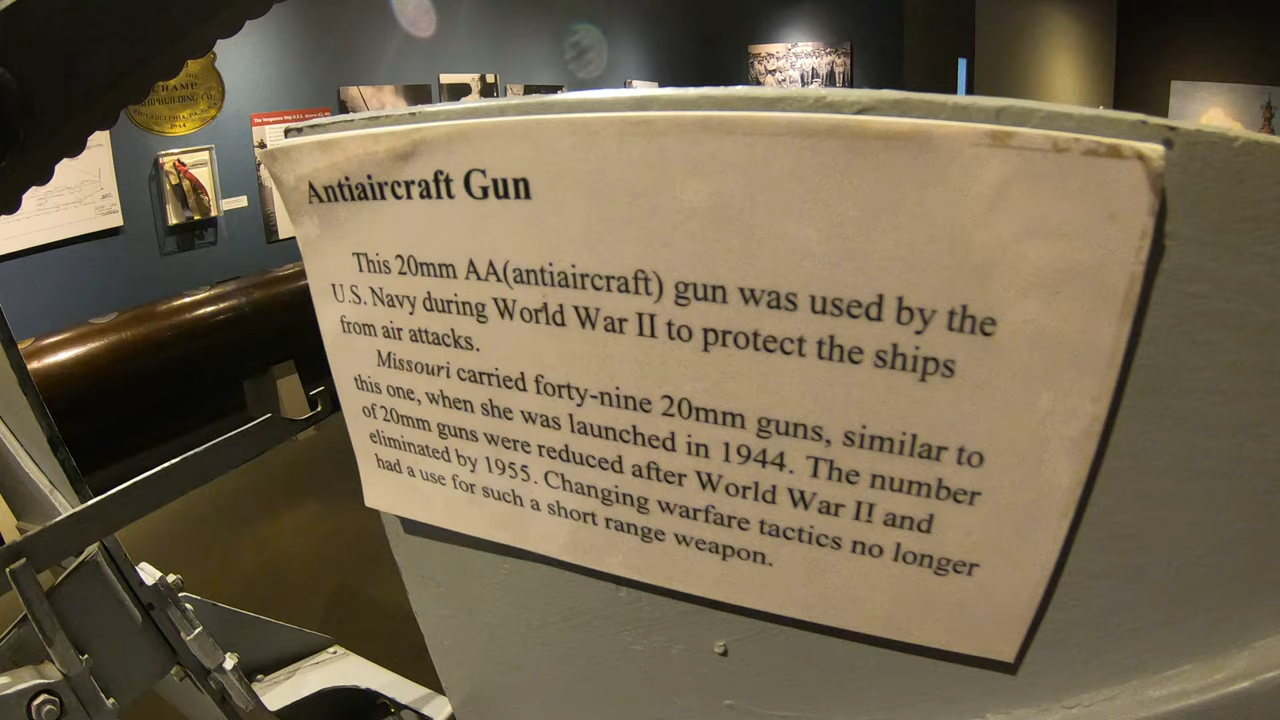 THE
CRAMP
SHIPBUILDING CO.
PHILADELPHIA, PA.
1944
Antiaircraft Gun
This 20mm AA(antiaircraft) gun was used by the
U.S. Navy during World War II to protect the ships
from air attacks.
Missouri carried forty-nine 20mm guns, similar to
this one, when she was launched in 1944. The number
of 20mm guns were reduced after World War II and
eliminated by 1955. Changing warfare tactics no longer
had a use for such a short range weapon.